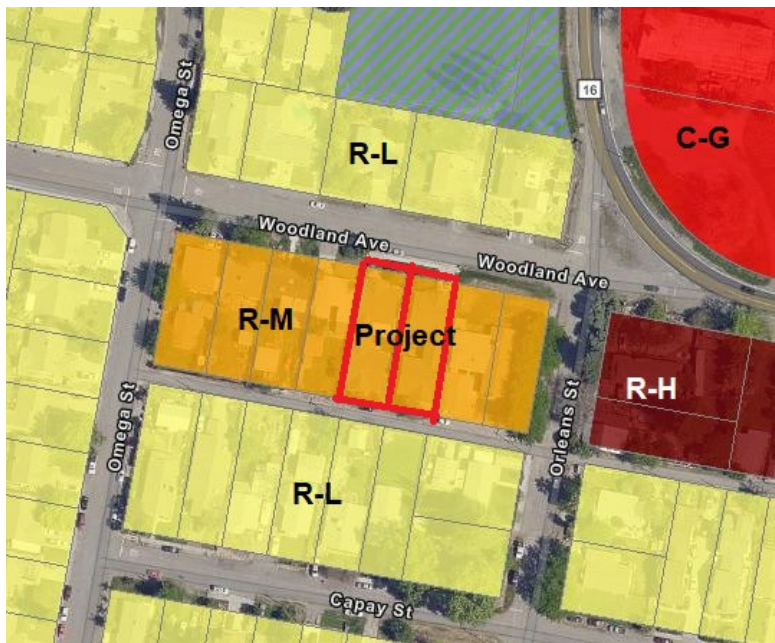 Omega St
16
R-L
C-G
Woodland Ave
Woodland Ave
R-M
Project
R-H
Omega St
Orleans St
R-L
Capay St